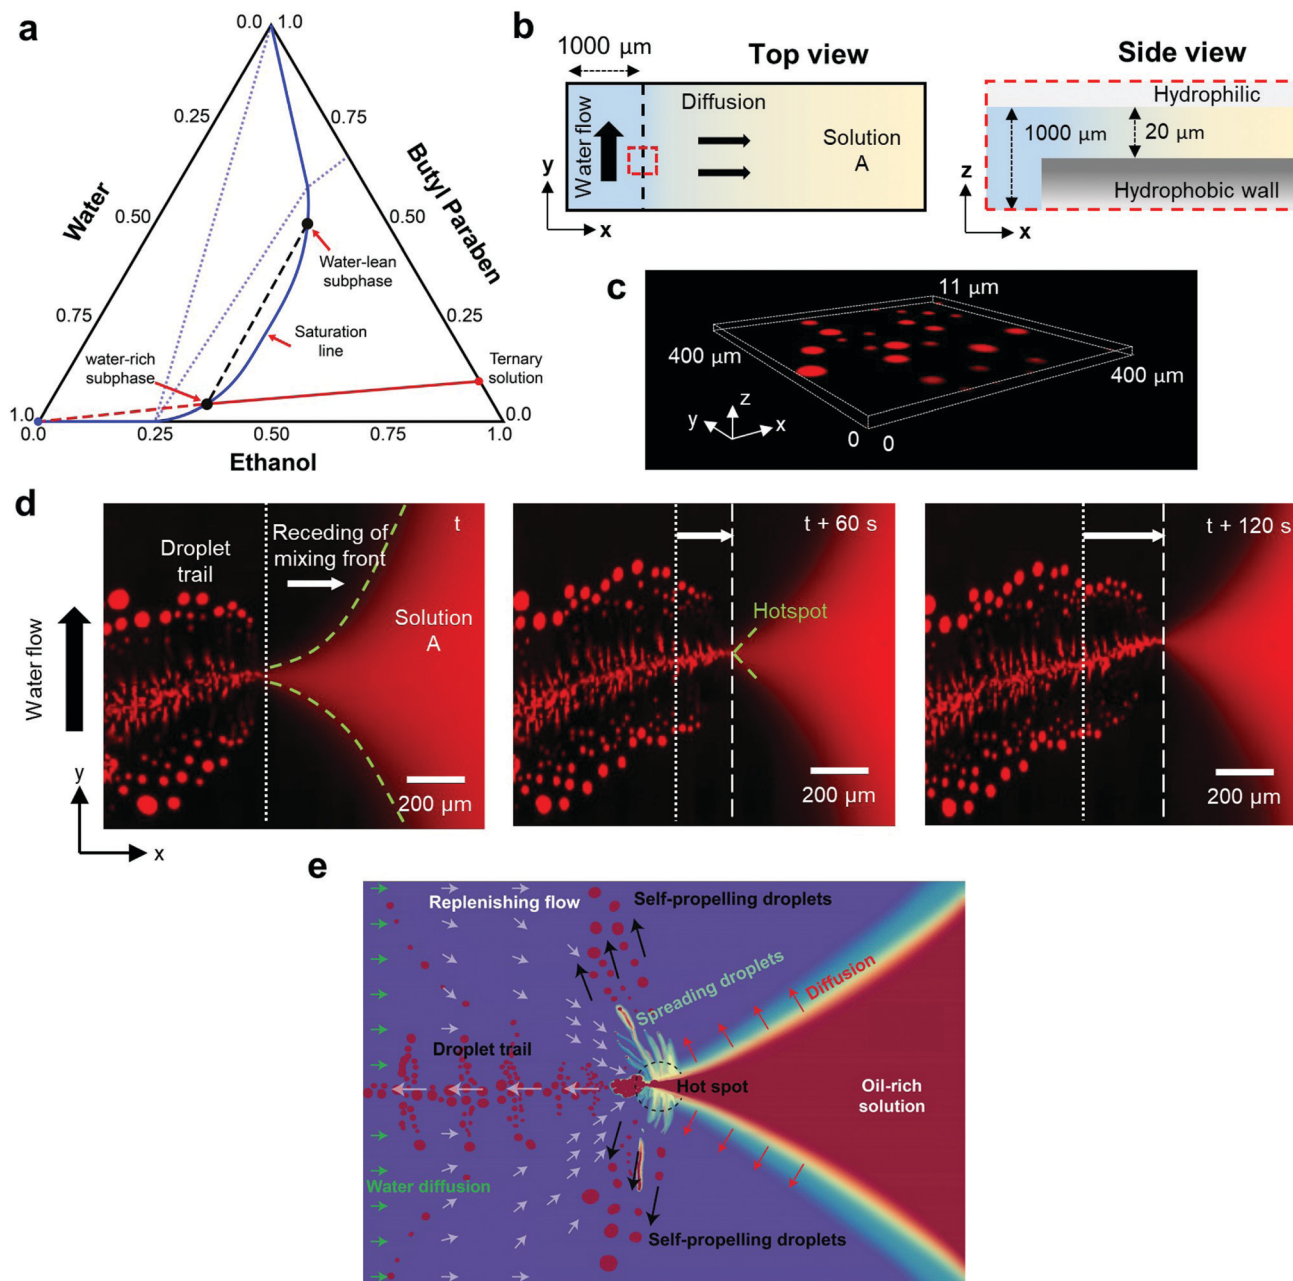 a
0.0
1.0
0.25
0.75
Water
Butyl Paraben
0.50
0.50
Water-lean
subphase
0.75
0.25
Saturation
line
water-rich
subphase
Ternary
solution
1.0
0.0
0.0
0.25
0.50
0.75
1.0
Ethanol
b
1000 µm
Top view
Water flow
Diffusion
Solution
A
y
x
Side view
Hydrophilic
1000 µm
20 µm
Hydrophobic wall
z
x
c
11 µm
400 µm
400 µm
z
y
x
0
0
d
Water flow
y
x
t
Droplet
trail
Receding of
mixing front
Solution
A
200 µm
t + 60 s
Hotspot
200 µm
t + 120 s
200 µm
e
Replenishing flow
Self-propelling droplets
Spreading droplets
Diffusion
Droplet trail
Hot spot
Oil-rich
solution
Water diffusion
Self-propelling droplets